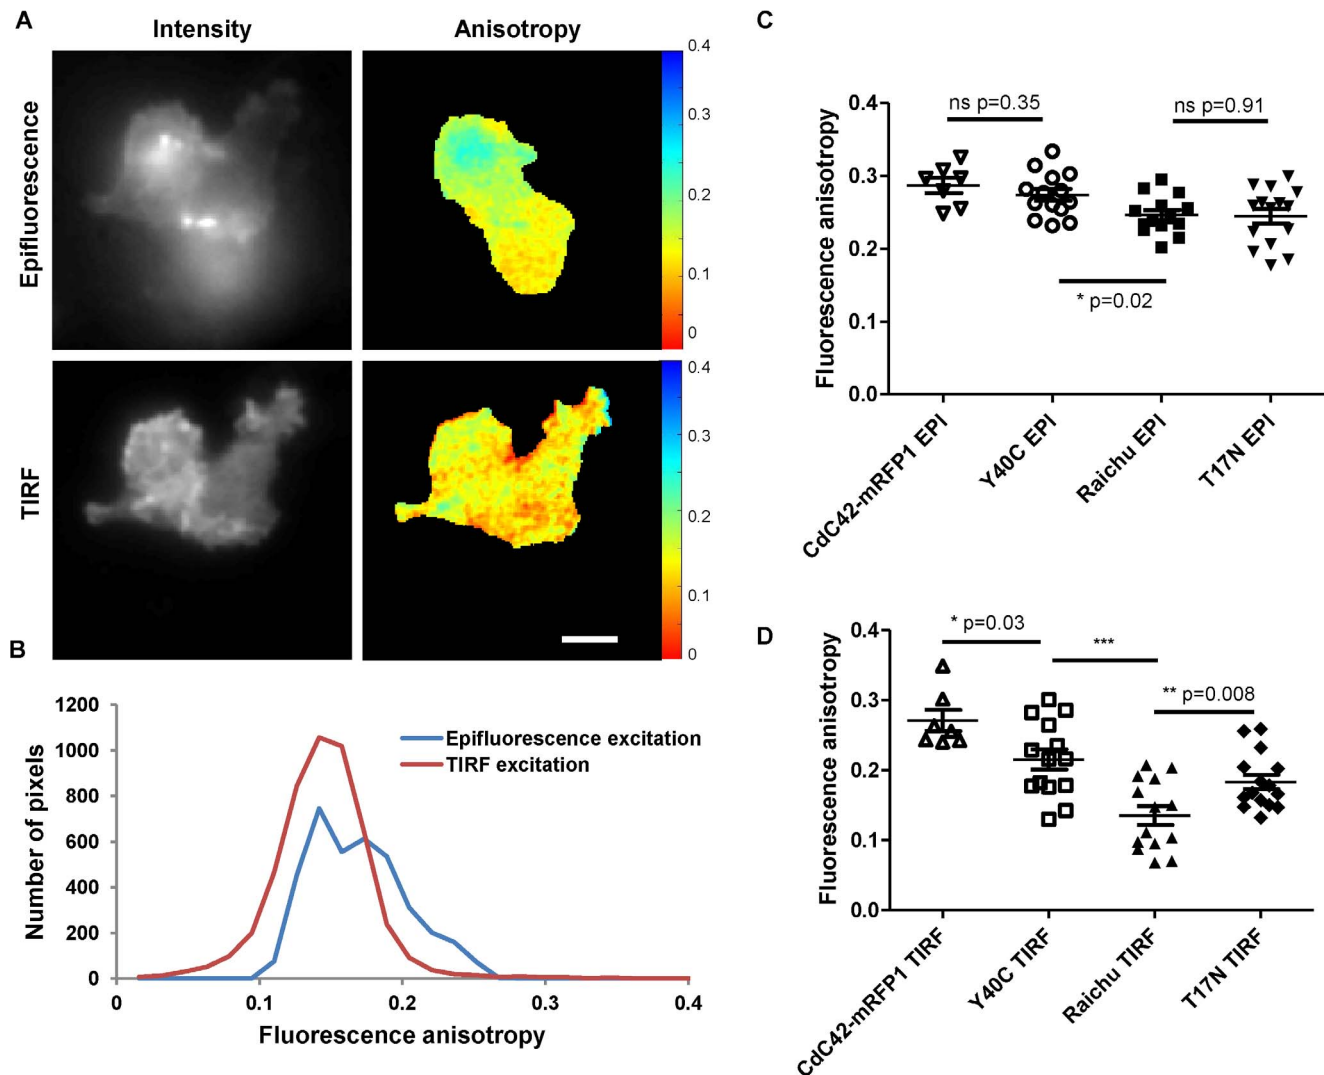 A
Intensity
Anisotropy
Epifluorescence
0.4
0.3
0.2
0.1
0
TIRF
0.4
0.3
0.2
0.1
0
B
Number of pixels
1200
1000
800
600
400
200
0
Epifluorescence excitation
TIRF excitation
0
0.1
0.2
0.3
0.4
Fluorescence anisotropy
C
Fluorescence anisotropy
0.4
0.3
0.2
0.1
0.0
ns p=0.35
ns p=0.91
* p=0.02
CdC42-mRFP1 EPI
Y40C EPI
Raichu EPI
T17N EPI
D
Fluorescence anisotropy
0.4
0.3
0.2
0.1
0.0
* p=0.03
***
** p=0.008
CdC42-mRFP1 TIRF
Y40C TIRF
Raichu TIRF
T17N TIRF